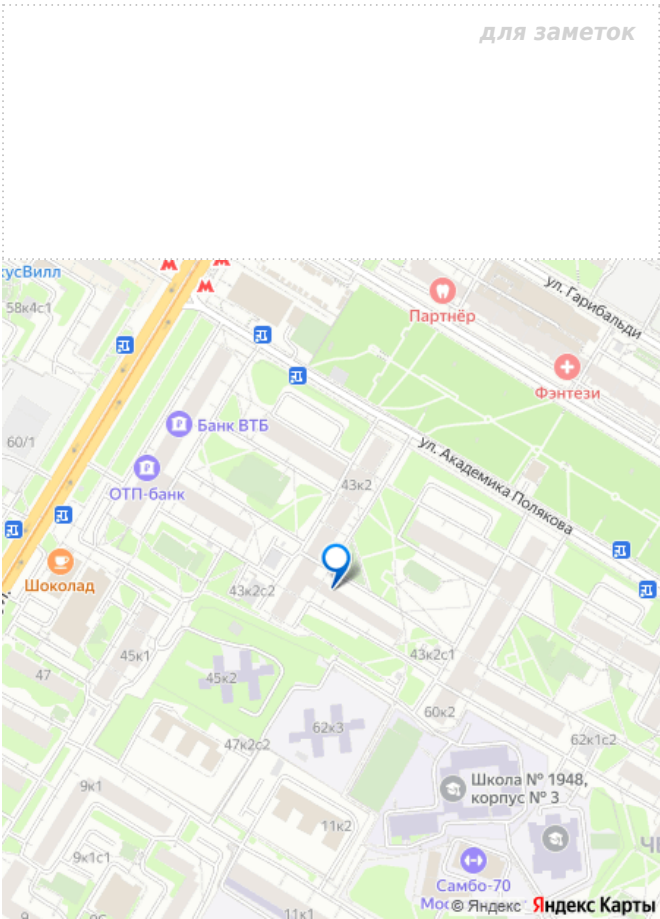 для заметок
кусВилл
58к4с1
ул. Гарибальди
Партнёр
Фэнтези
Банк ВТБ
60/1
ул. Академика Полякова
43к2
ОТП-банк
Шоколад
43к2с2
47
45к1
45к2
43к2с1
60к2
62к3
62к1с2
47к2с2
9к1
Школа № 1948,
корпус № 3
11к2
9к1с1
Самбо-70
11к1
© Яндекс Яндекс Карты